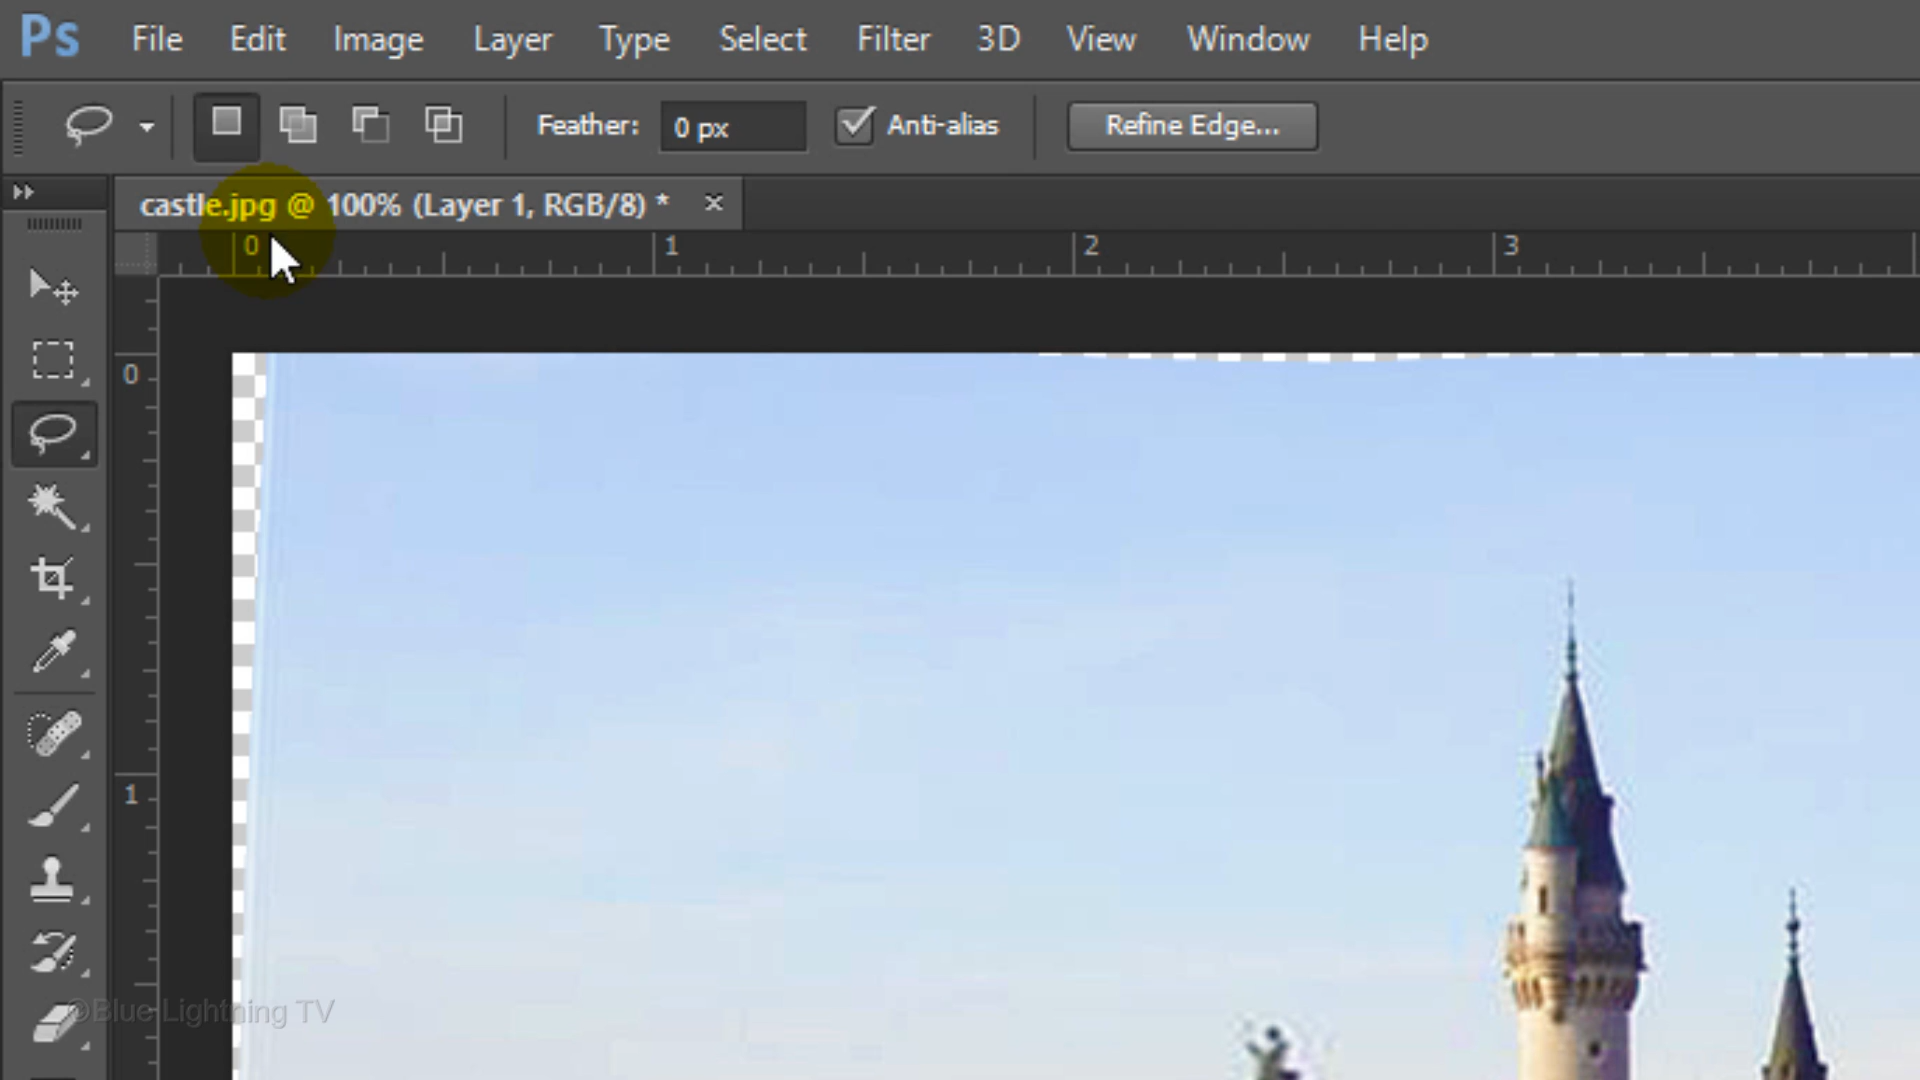 Ps File Edit Image Layer Type Select Filter 3D View Window Help
Feather: 0 px Anti-alias Refine Edge...
castle.jpg @ 100% (Layer 1, RGB/8) * ×
0 1 2 3
0
1
©Blue Lightning TV